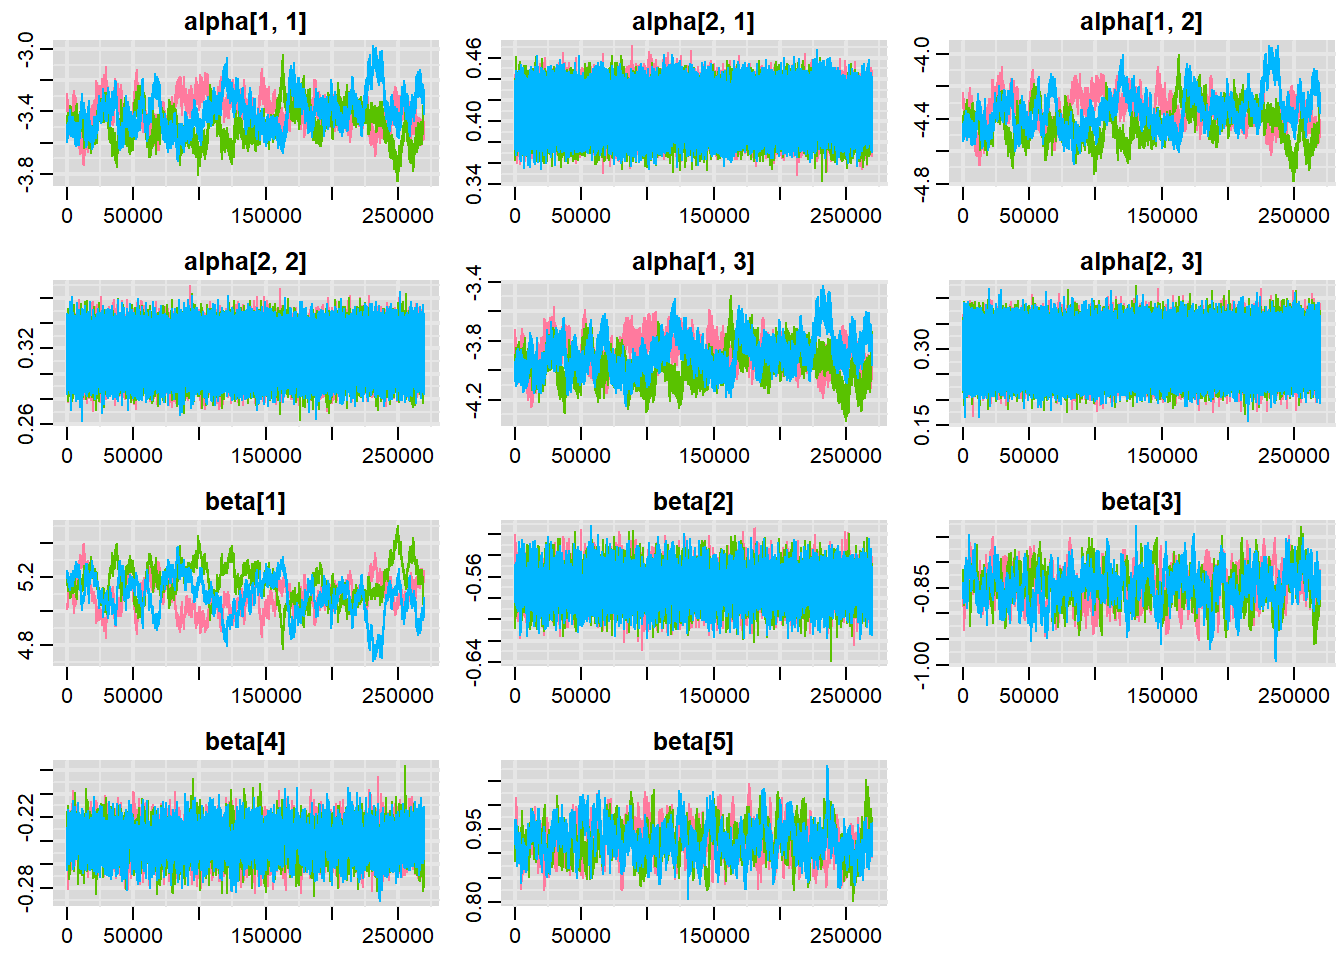 alpha[1, 1]
-3.0
-3.4
-3.8
0 50000 150000 250000
alpha[2, 1]
0.46
0.40
0.34
0 50000 150000 250000
alpha[1, 2]
-4.0
-4.4
-4.8
0 50000 150000 250000
alpha[2, 2]
0.32
0.26
0 50000 150000 250000
alpha[1, 3]
-3.4
-3.8
-4.2
0 50000 150000 250000
alpha[2, 3]
0.30
0.15
0 50000 150000 250000
beta[1]
5.2
4.8
0 50000 150000 250000
beta[2]
-0.56
-0.64
0 50000 150000 250000
beta[3]
-0.85
-1.00
0 50000 150000 250000
beta[4]
-0.22
-0.28
0 50000 150000 250000
beta[5]
0.95
0.80
0 50000 150000 250000